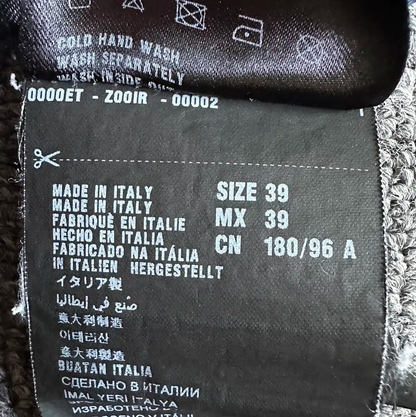 COLD HAND WASH
WASH SEPARATELY
WASH INSIDE OUT
0000ET - Z00IR - 00002
MADE IN ITALY
MADE IN ITALY
FABRIQUÈ EN ITALIE
HECHO EN ITALIA
FABRICADO NA ITÁLIA
IN ITALIEN HERGESTELLT
イタリア製
صنع في إيطاليا
意大利制造
이태리산
意大利製造
BUATAN ITALIA
СДЕЛАНО В ИТАЛИИ
IMAL YERI ITALYA
ИЗРАБОТЕНО
SIZE 39
MX 39
CN 180/96 A